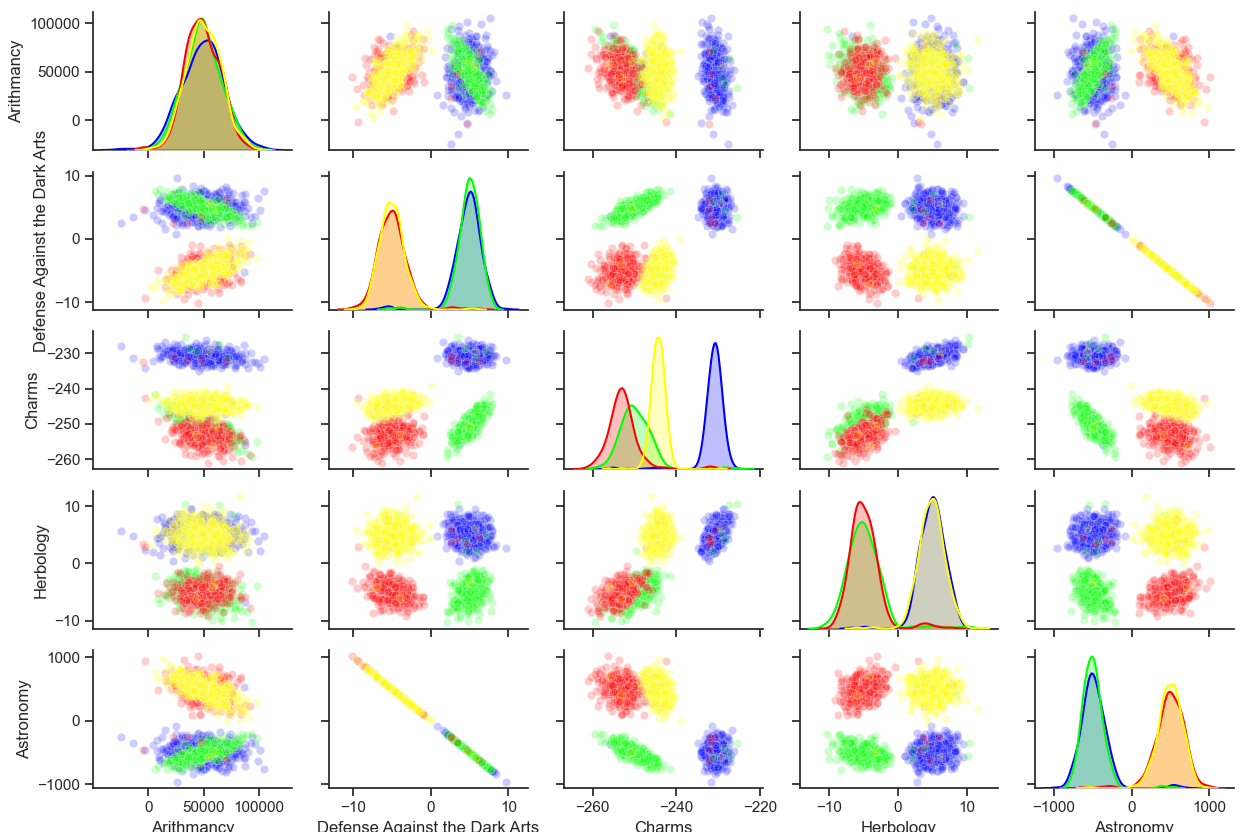 100000
50000
0
Arithmancy
10
0
−10
Defense Against the Dark Arts
−230
−240
−250
−260
Charms
10
0
−10
Herbology
1000
0
−1000
Astronomy
0 50000 100000 −10 0 10 −260 −240 −220 −10 0 10 −1000 0 1000
Arithmancy Defense Against the Dark Arts Charms Herbology Astronomy